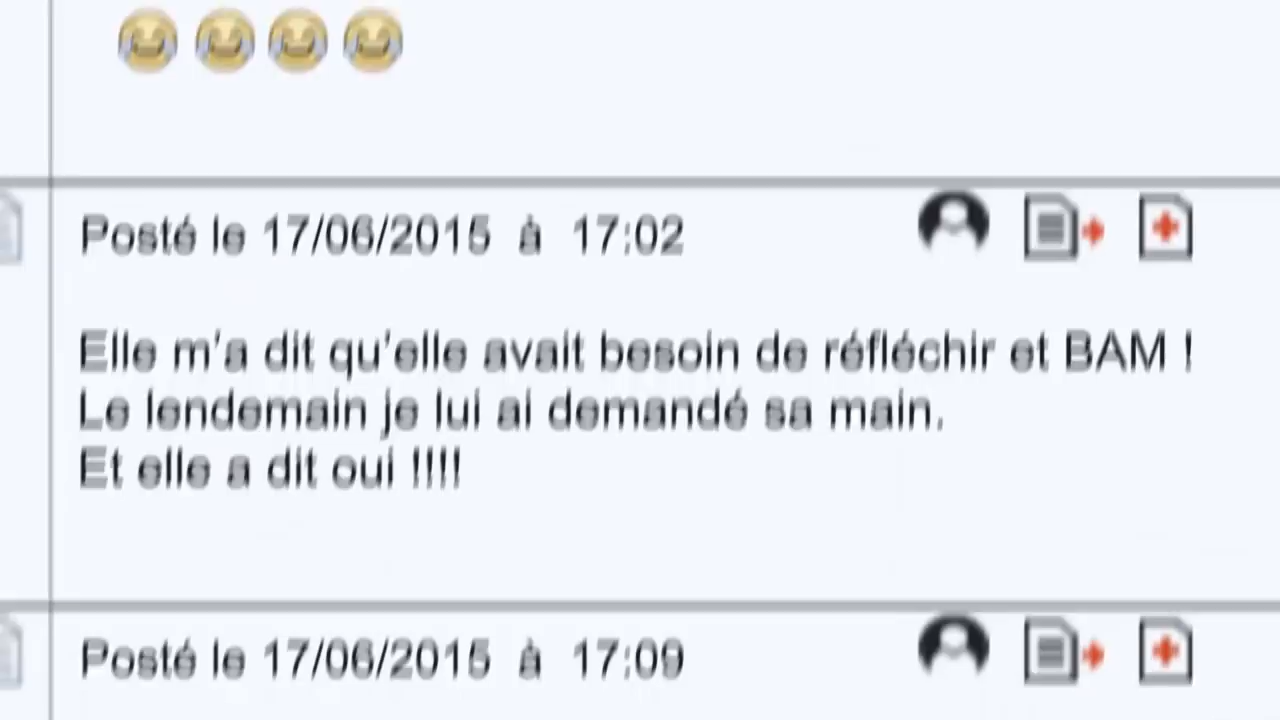 Posté le 17/06/2015 à 17:02
Elle m'a dit qu'elle avait besoin de réfléchir et BAM !
Le lendemain je lui ai demandé sa main.
Et elle a dit oui !!!!
Posté le 17/06/2015 à 17:09